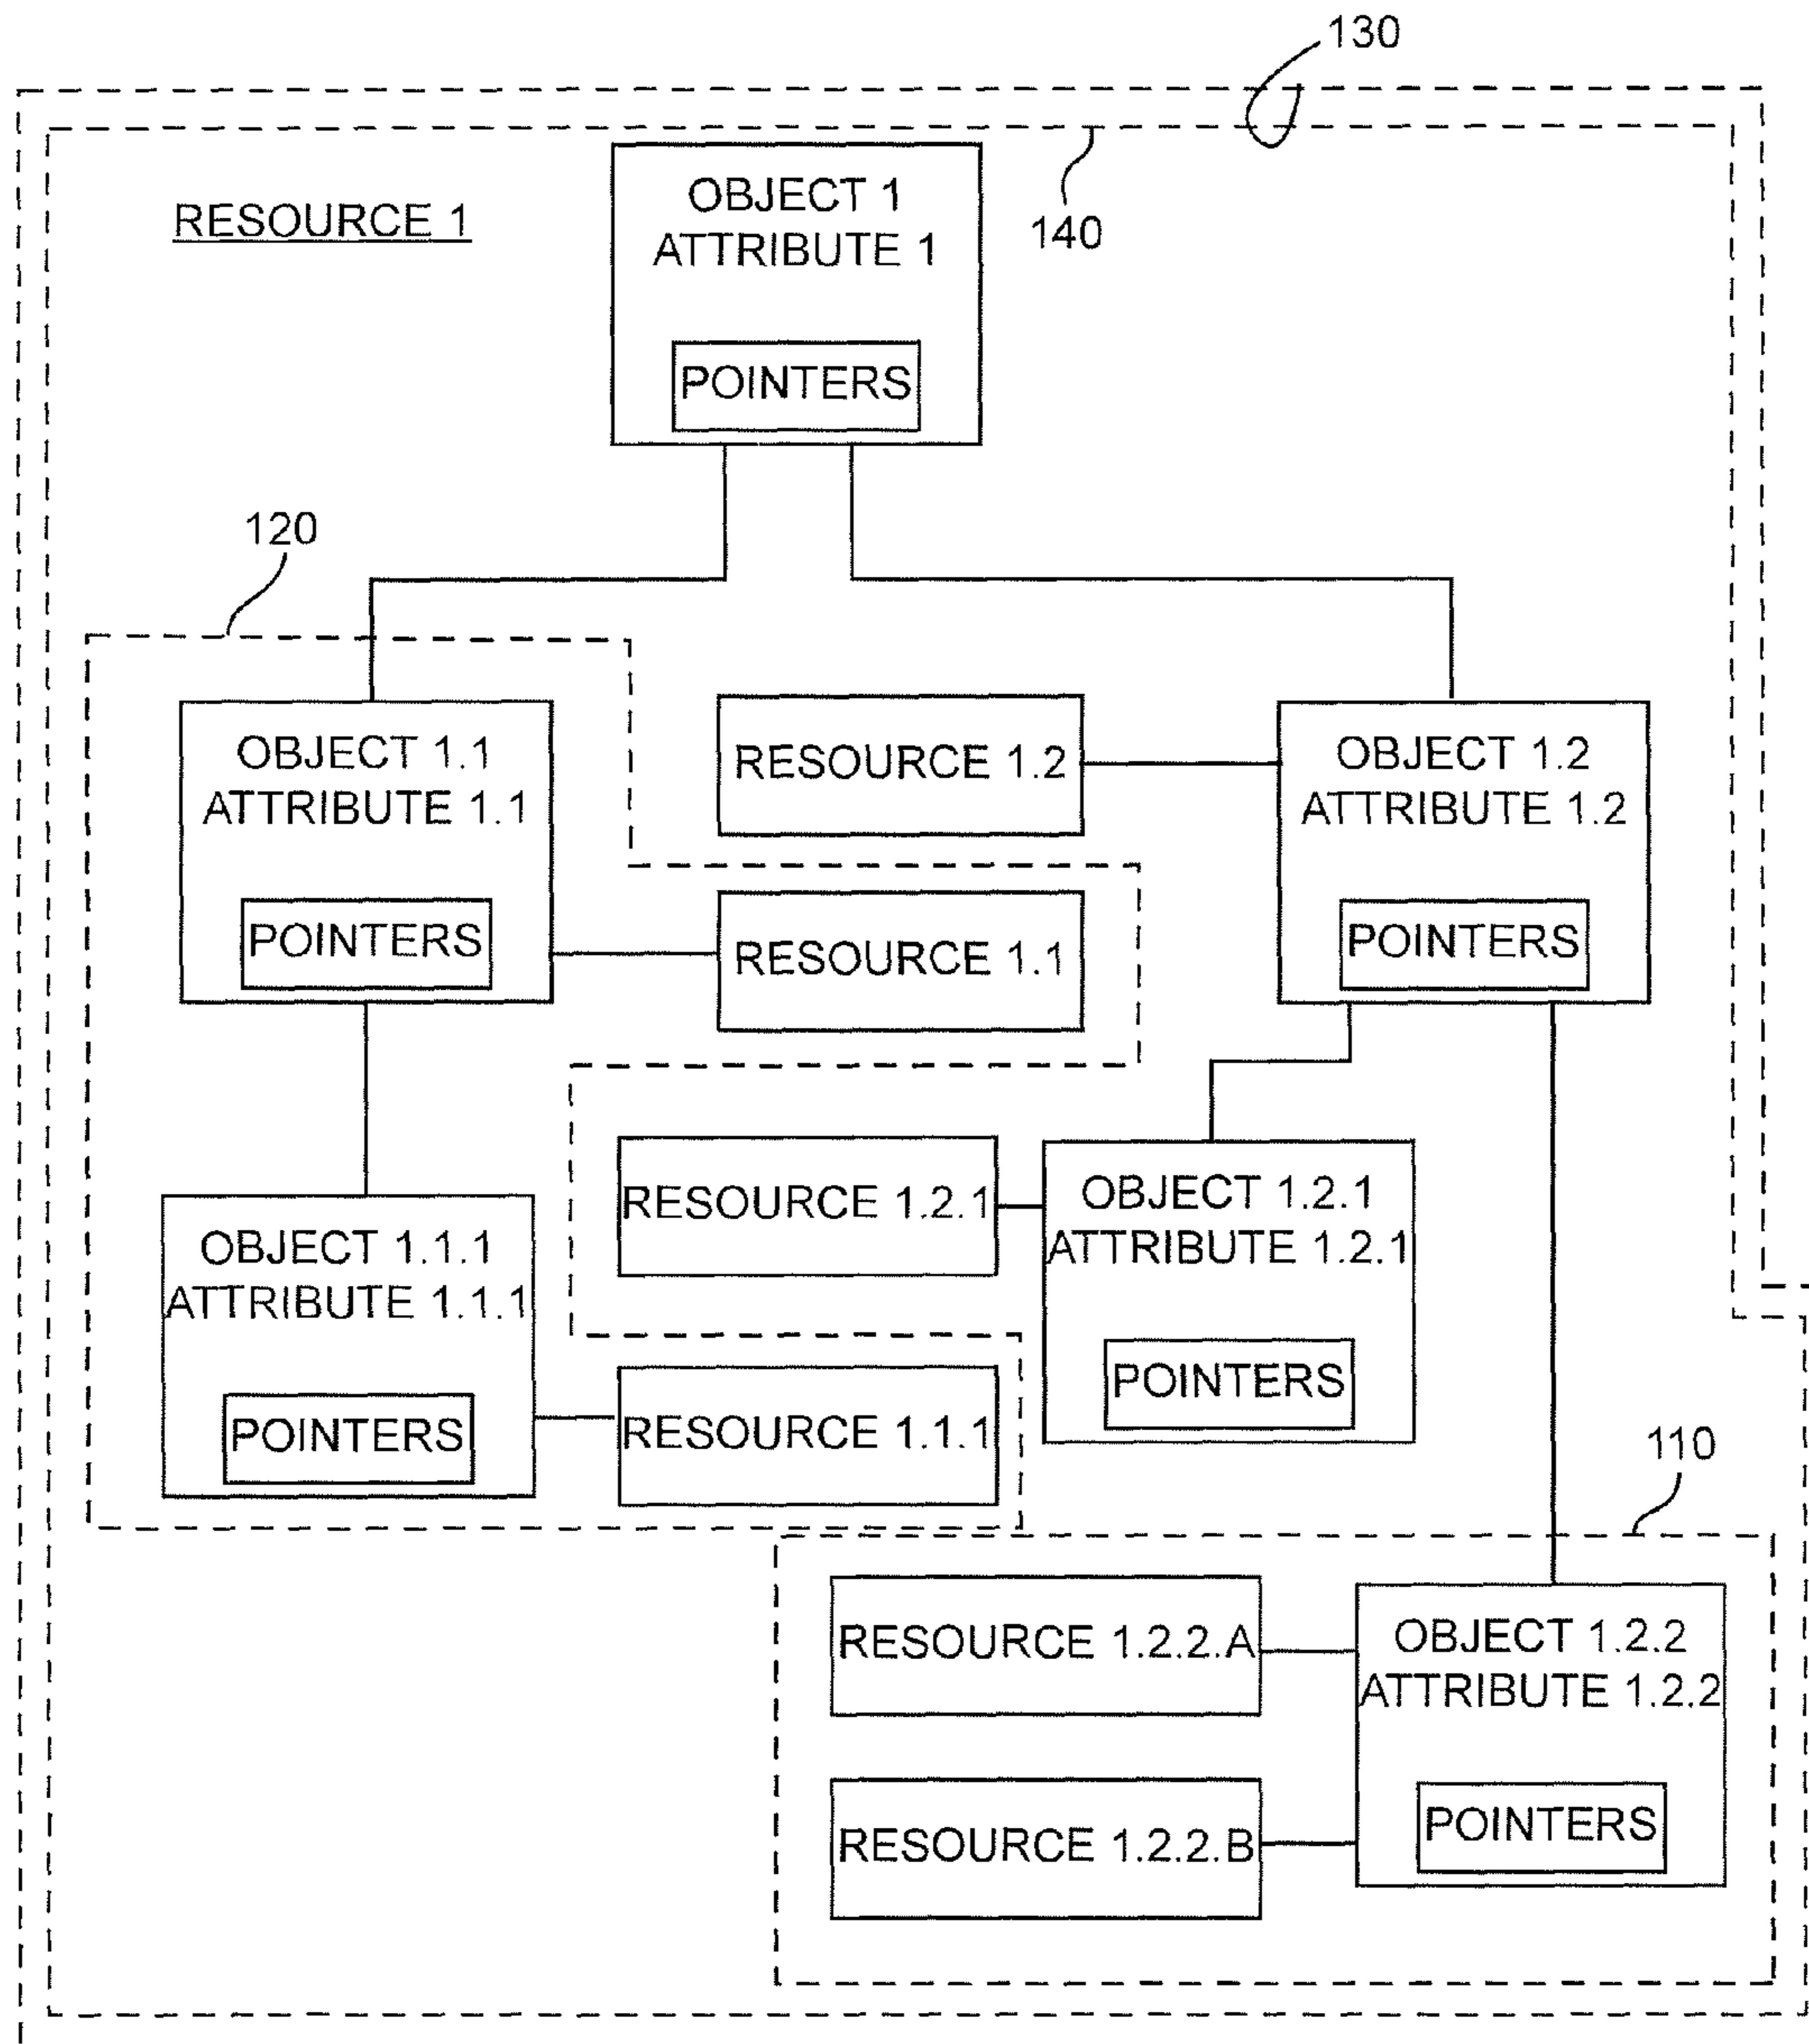 130
140
RESOURCE 1
OBJECT 1
ATTRIBUTE 1
POINTERS
120
OBJECT 1.1
ATTRIBUTE 1.1
POINTERS
RESOURCE 1.2
OBJECT 1.2
ATTRIBUTE 1.2
POINTERS
RESOURCE 1.1
RESOURCE 1.2.1
OBJECT 1.2.1
ATTRIBUTE 1.2.1
POINTERS
OBJECT 1.1.1
ATTRIBUTE 1.1.1
POINTERS
RESOURCE 1.1.1
110
RESOURCE 1.2.2.A
OBJECT 1.2.2
ATTRIBUTE 1.2.2
POINTERS
RESOURCE 1.2.2.B